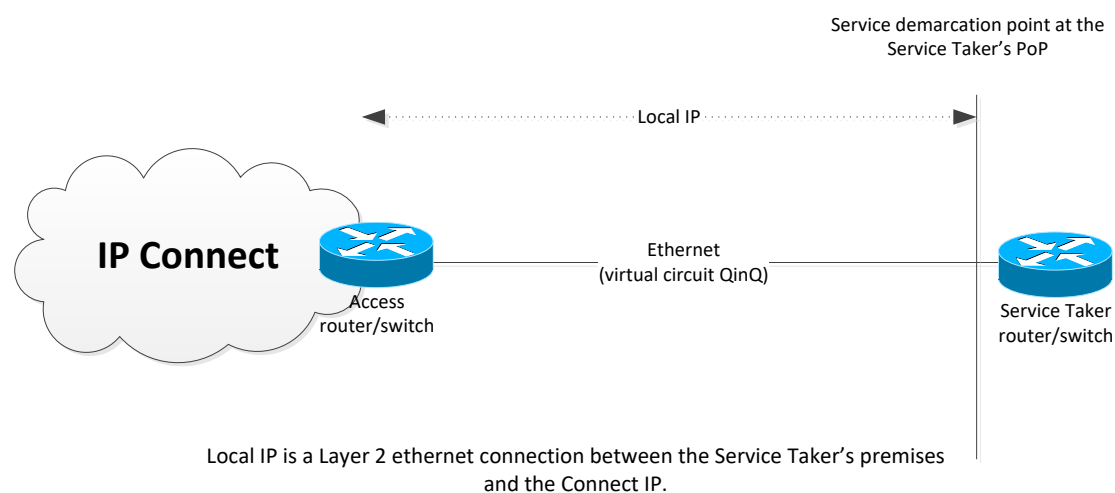 Service demarcation point at the
Service Taker's PoP
Local IP
IP Connect
Ethernet
(virtual circuit QinQ)
Access
router/switch
Service Taker
router/switch
Local IP is a Layer 2 ethernet connection between the Service Taker's premises
and the Connect IP.